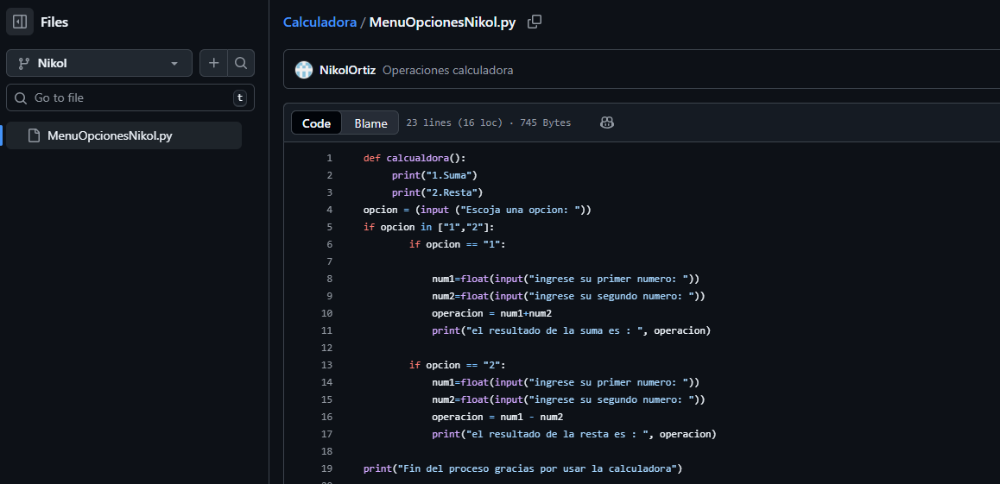 Files
Nikol
Go to file
t
MenuOpcionesNikol.py
Calculadora / MenuOpcionesNikol.py
NikolOrtiz Operaciones calculadora
Code Blame 23 lines (16 loc) · 745 Bytes
1 def calcualdora():
2 print("1.Suma")
3 print("2.Resta")
4 opcion = (input ("Escoja una opcion: "))
5 if opcion in ["1","2"]:
6 if opcion == "1":
7
8 num1=float(input("ingrese su primer numero: "))
9 num2=float(input("ingrese su segundo numero: "))
10 operacion = num1+num2
11 print("el resultado de la suma es : ", operacion)
12
13 if opcion == "2":
14 num1=float(input("ingrese su primer numero: "))
15 num2=float(input("ingrese su segundo numero: "))
16 operacion = num1 - num2
17 print("el resultado de la resta es : ", operacion)
18
19 print("Fin del proceso gracias por usar la calculadora")